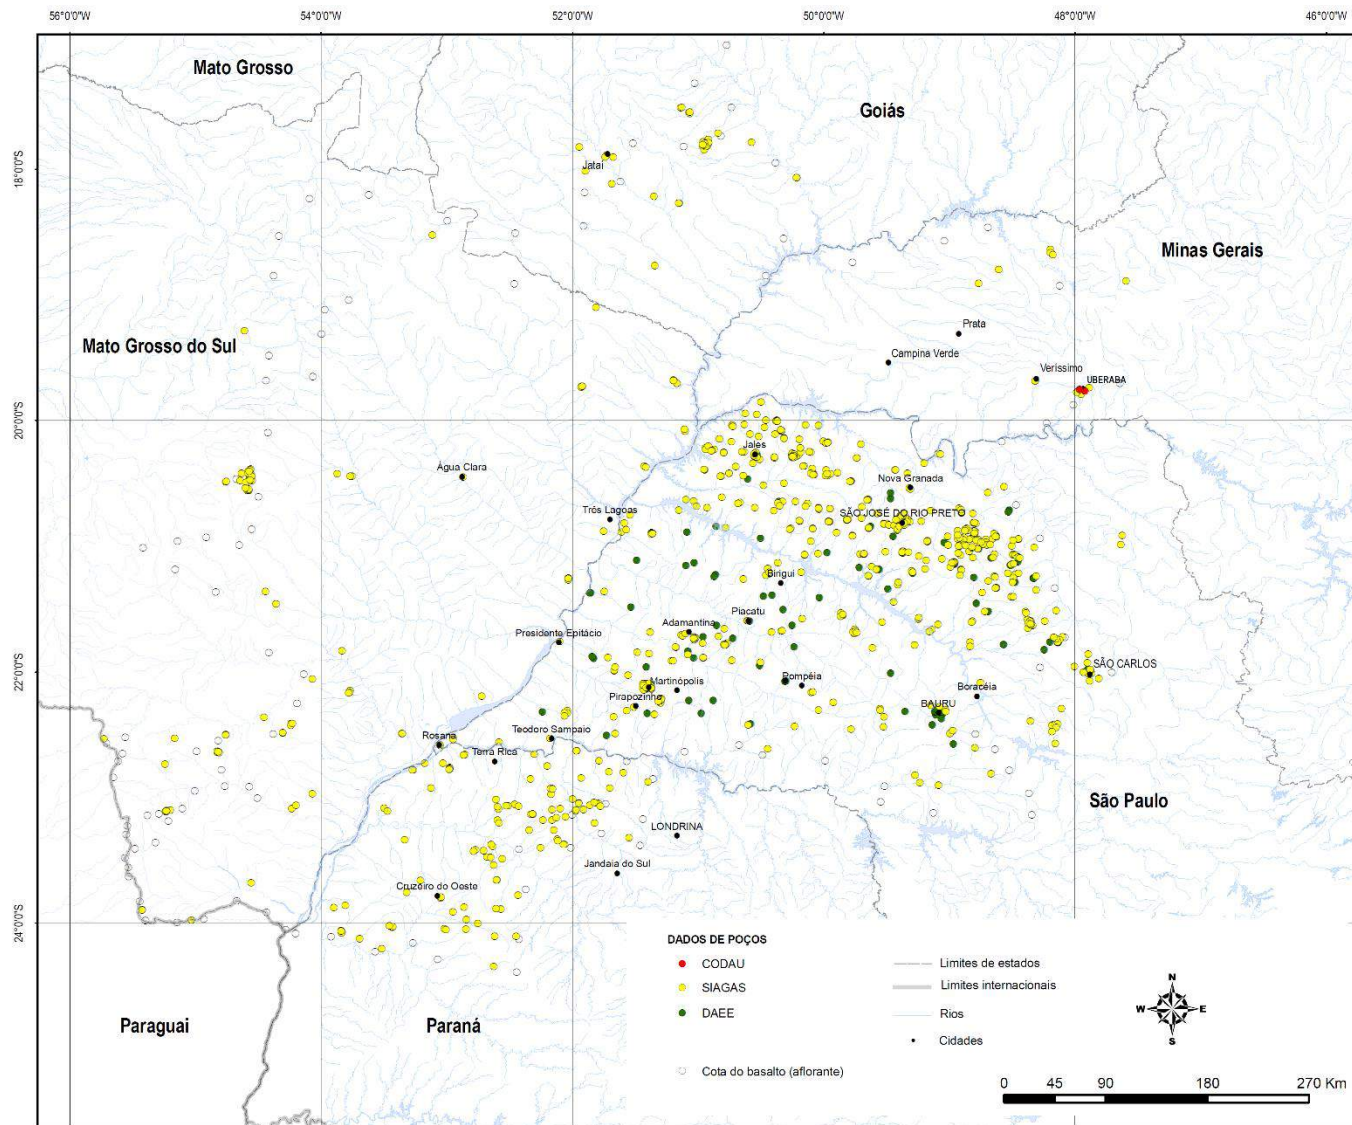 56°0'0"W
54°0'0"W
52°0'0"W
50°0'0"W
48°0'0"W
46°0'0"W
Mato Grosso
Goiás
18°0'0"S
Jataí
Minas Gerais
Mato Grosso do Sul
Prata
Campina Verde
Veríssimo
UBERABA
20°0'0"S
Jales
Água Clara
Nova Granada
Três Lagoas
SÃO JOSÉ DO RIO PRETO
Birigui
Piacatu
Adamantina
Presidente Epitácio
22°0'0"S
SÃO CARLOS
Martinópolis
Pompéia
Boracéia
Pirapozinho
BAURU
Teodoro Sampaio
Rosana
Terra Rica
São Paulo
LONDRINA
Jandaia do Sul
Cruzeiro do Oeste
24°0'0"S
DADOS DE POÇOS
CODAU
SIAGAS
DAEE
Cota do basalto (aflorante)
Limites de estados
Limites internacionais
Rios
Cidades
N
W
E
S
Paraguai
Paraná
0 45 90 180 270 Km